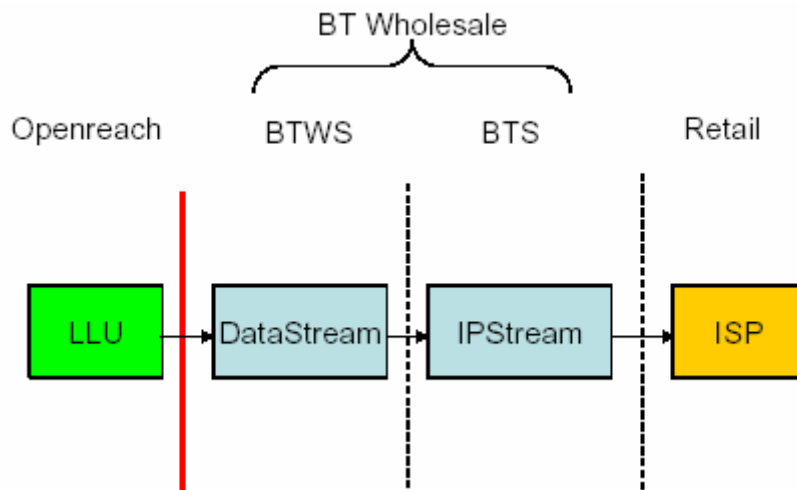 BT Wholesale
Openreach BTWS BTS Retail
LLU DataStream IPStream ISP